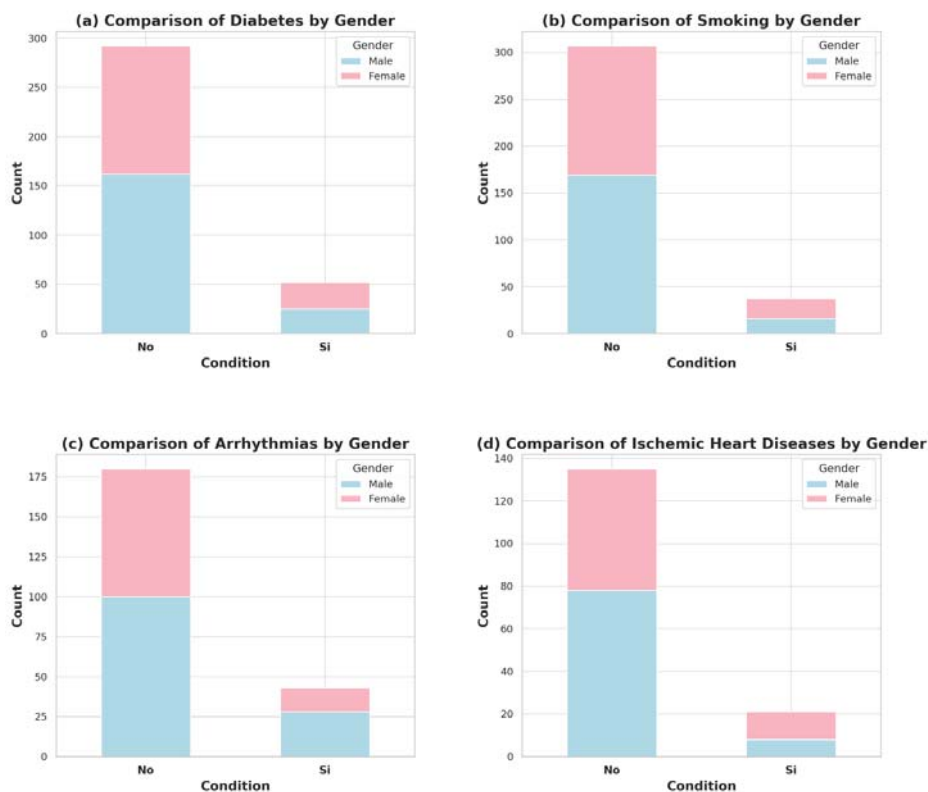 (a) Comparison of Diabetes by Gender
Gender
Male
Female
300
250
200
150
100
50
0
Count
No
Si
Condition
(b) Comparison of Smoking by Gender
Gender
Male
Female
300
250
200
150
100
50
0
Count
No
Si
Condition
(c) Comparison of Arrhythmias by Gender
Gender
Male
Female
175
150
125
100
75
50
25
0
Count
No
Si
Condition
(d) Comparison of Ischemic Heart Diseases by Gender
Gender
Male
Female
140
120
100
80
60
40
20
0
Count
No
Si
Condition